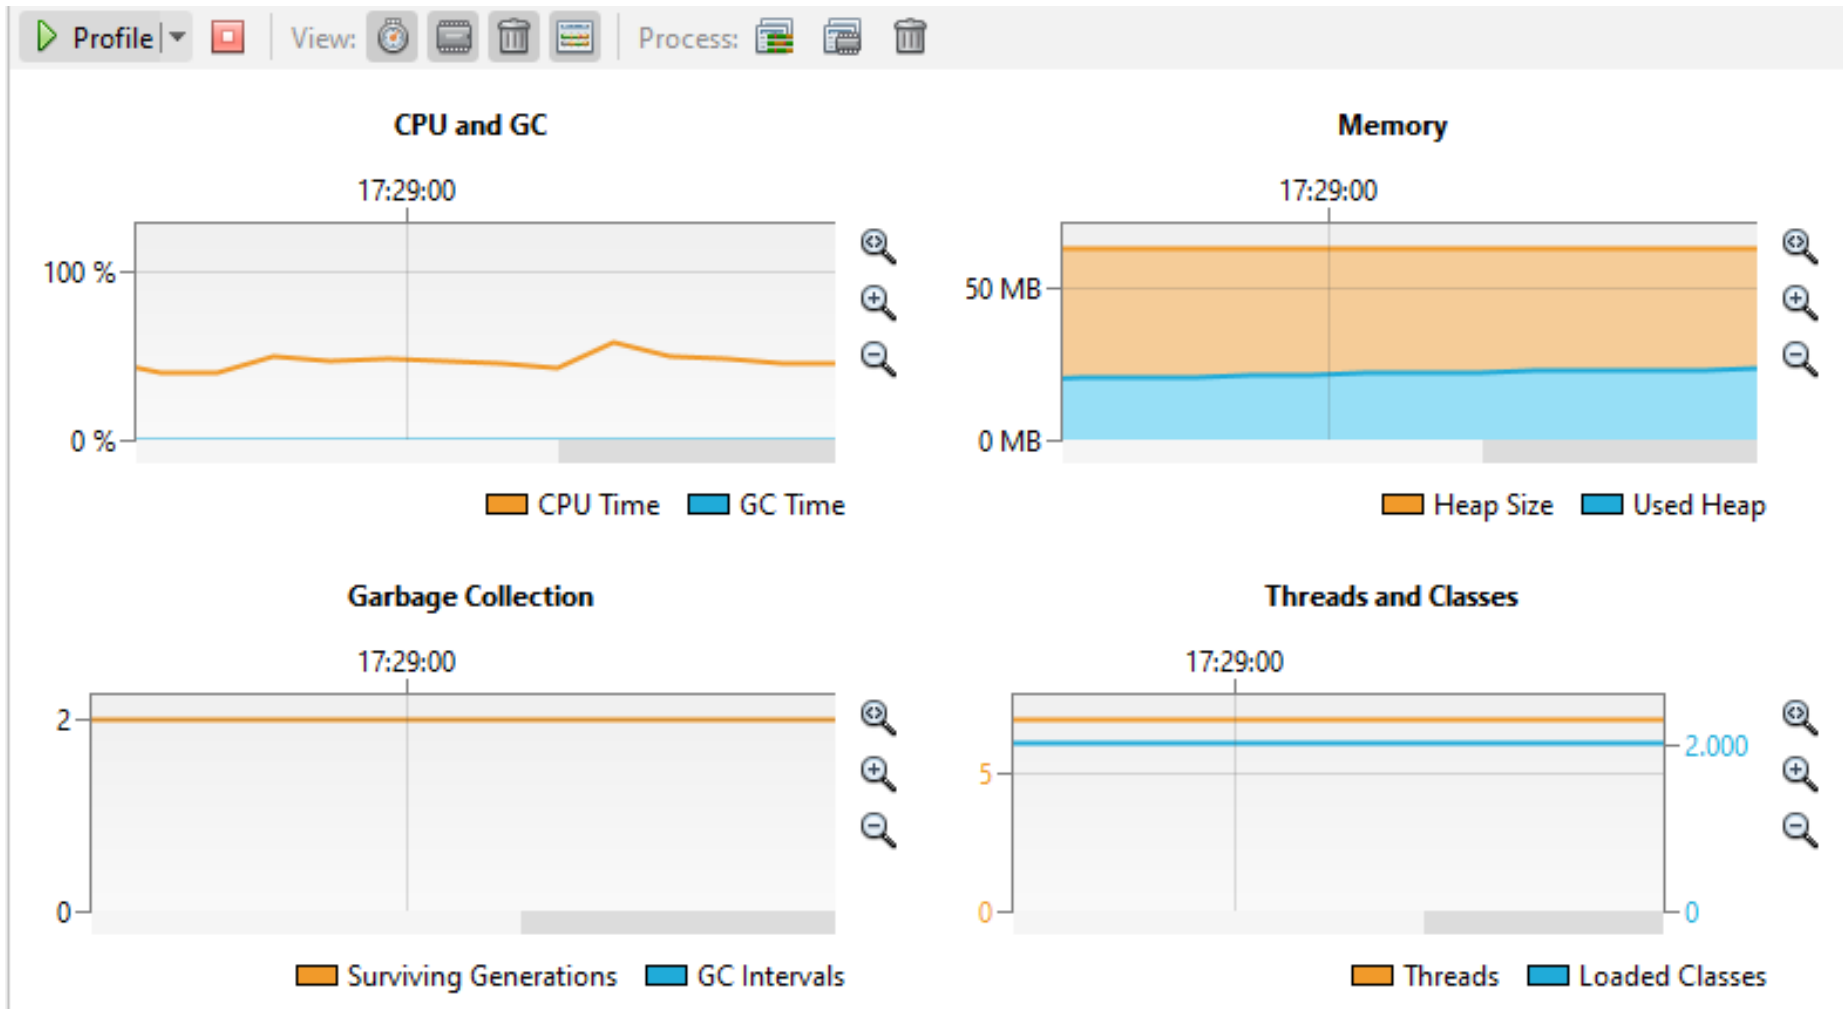 Profile View: Process:
CPU and GC
17:29:00
100 %
0 %
CPU Time GC Time
Memory
17:29:00
50 MB
0 MB
Heap Size Used Heap
Garbage Collection
17:29:00
2
0
Surviving Generations GC Intervals
Threads and Classes
17:29:00
5
0
2.000
0
Threads Loaded Classes